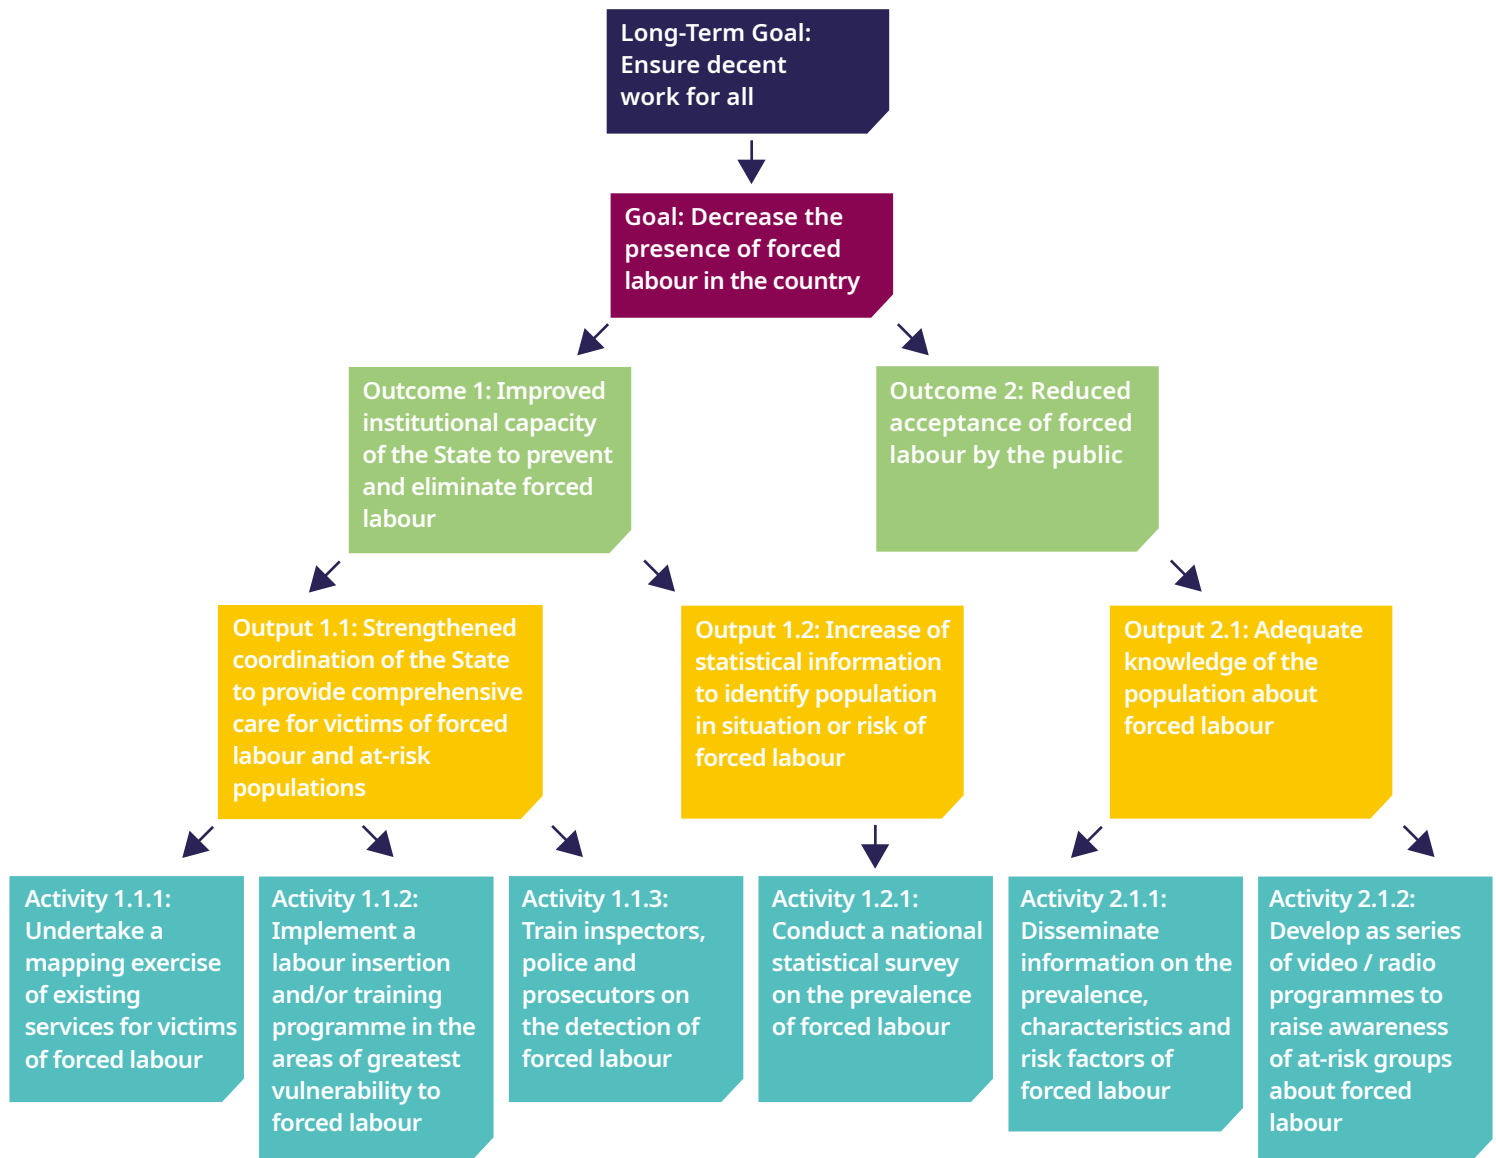 Long-Term Goal:
Ensure decent
work for all
Goal: Decrease the
presence of forced
labour in the country
Outcome 1: Improved
institutional capacity
of the State to prevent
and eliminate forced
labour
Outcome 2: Reduced
acceptance of forced
labour by the public
Output 1.1: Strengthened
coordination of the State
to provide comprehensive
care for victims of forced
labour and at-risk
populations
Output 1.2: Increase of
statistical information
to identify population
in situation or risk of
forced labour
Output 2.1: Adequate
knowledge of the
population about
forced labour
Activity 1.1.1:
Undertake a
mapping exercise
of existing
services for victims
of forced labour
Activity 1.1.2:
Implement a
labour insertion
and/or training
programme in the
areas of greatest
vulnerability to
forced labour
Activity 1.1.3:
Train inspectors,
police and
prosecutors on
the detection of
forced labour
Activity 1.2.1:
Conduct a national
statistical survey
on the prevalence
of forced labour
Activity 2.1.1:
Disseminate
information on the
prevalence,
characteristics and
risk factors of
forced labour
Activity 2.1.2:
Develop as series
of video / radio
programmes to
raise awareness
of at-risk groups
about forced
labour